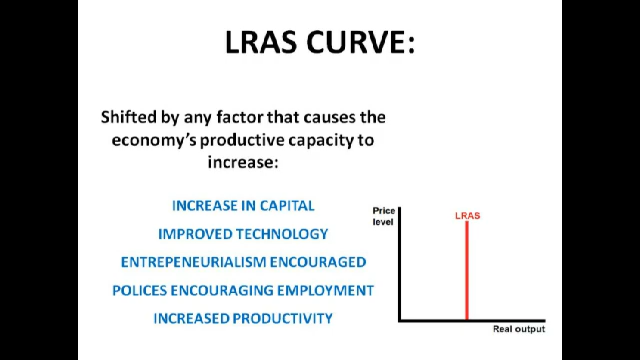 LRAS CURVE:
Shifted by any factor that causes the
economy's productive capacity to
increase:
INCREASE IN CAPITAL
IMPROVED TECHNOLOGY
ENTREPENEURIALISM ENCOURAGED
POLICES ENCOURAGING EMPLOYMENT
INCREASED PRODUCTIVITY
Price
level
LRAS
Real output